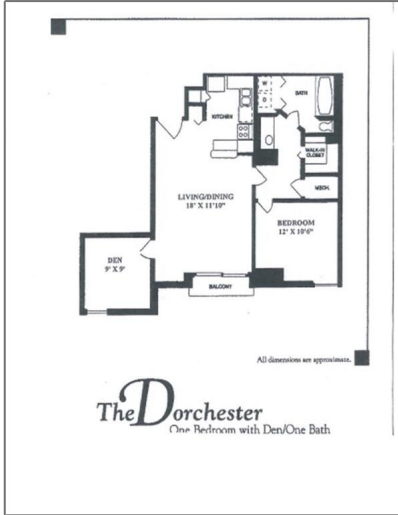 W
D
BATH
KITCHEN
WALK-IN
CLOSET
MECH.
LIVING/DINING
18' X 11'10"
BEDROOM
12' X 10'6"
DEN
9' X 9'
BALCONY
All dimensions are approximate.
The Dorchester
One Bedroom with Den/One Bath